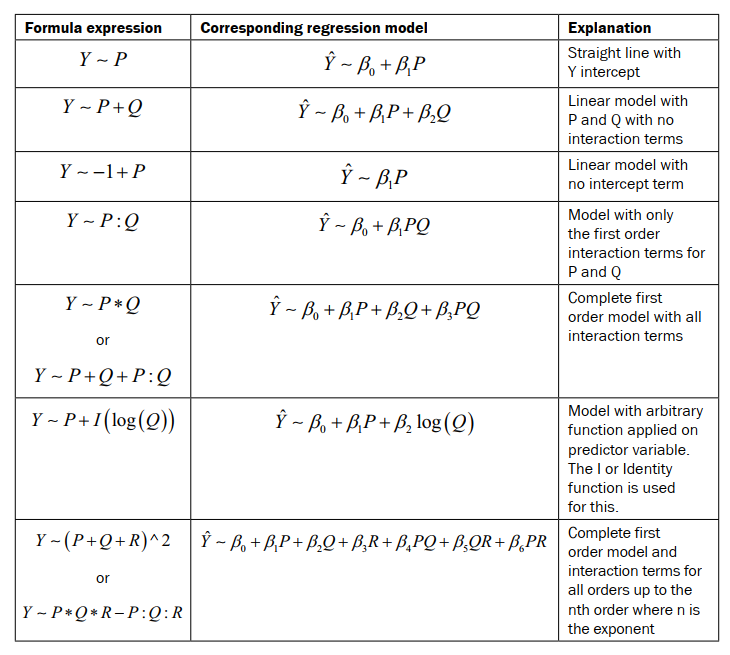 Formula expression Corresponding regression model Explanation
Y ~ P Ŷ ~ β₀ + β₁P Straight line with
Y intercept
Y ~ P+Q Ŷ ~ β₀ + β₁P + β₂Q Linear model with
P and Q with no
interaction terms
Y ~ −1+P Ŷ ~ β₁P Linear model with
no intercept term
Y ~ P:Q Ŷ ~ β₀ + β₁PQ Model with only
the first order
interaction terms for
P and Q
Y ~ P*Q Ŷ ~ β₀ + β₁P + β₂Q + β₃PQ Complete first
or order model with all
interaction terms
Y ~ P+Q+P:Q
Y ~ P+I(log(Q)) Ŷ ~ β₀ + β₁P + β₂ log(Q) Model with arbitrary
function applied on
predictor variable.
The I or Identity
function is used
for this.
Y ~ (P+Q+R)^2 Ŷ ~ β₀ + β₁P + β₂Q + β₃R + β₄PQ + β₅QR + β₆PR Complete first
order model and
or interaction terms for
all orders up to the
Y ~ P*Q*R−P:Q:R nth order where n is
the exponent